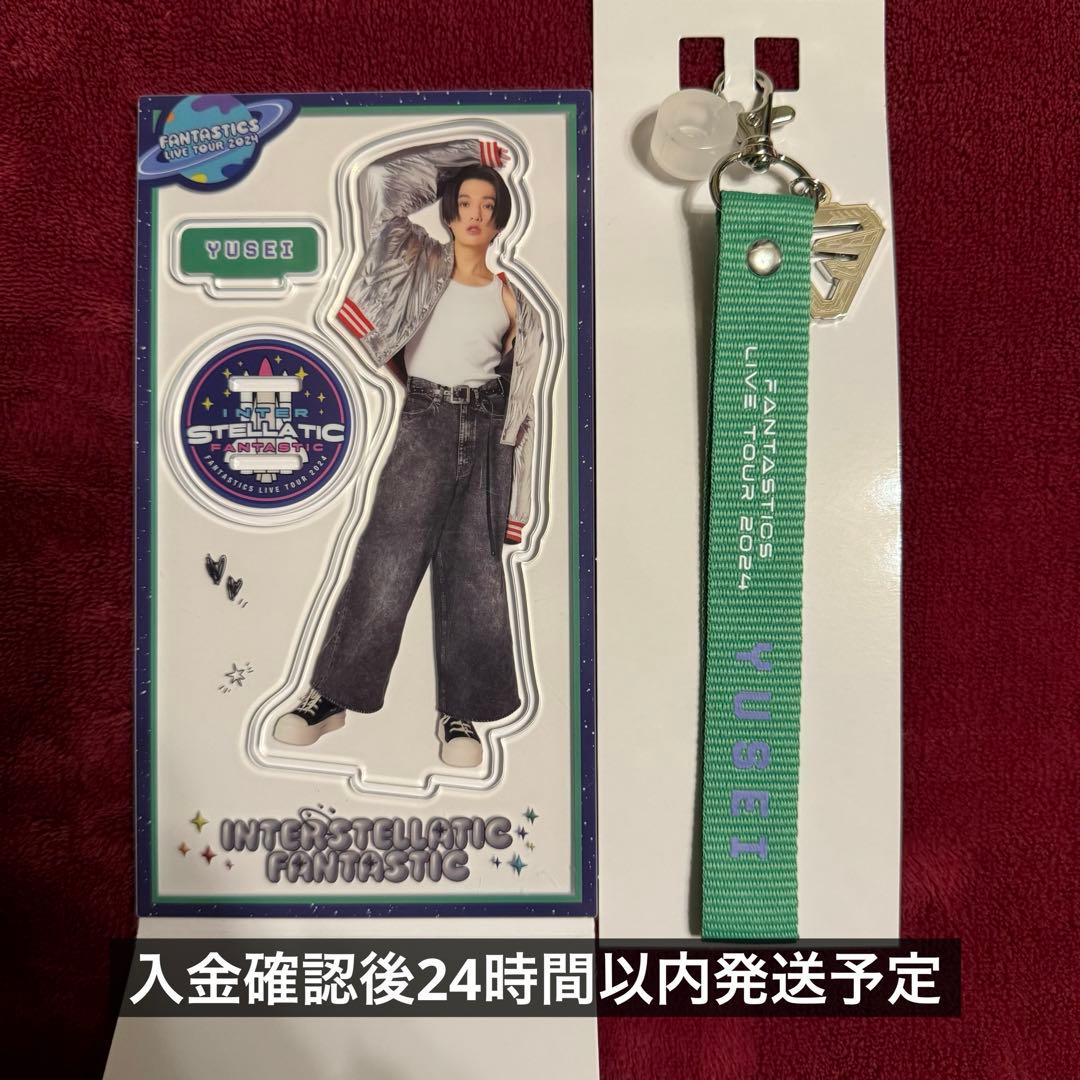 FANTASTICS
LIVE TOUR 2024
YUSEI
INTER
STELLATIC
FANTASTIC
FANTASTICS LIVE TOUR 2024
INTERSTELLATIC
FANTASTIC
FANTASTICS
LIVE TOUR 2024
YUSEI
入金確認後24時間以内発送予定